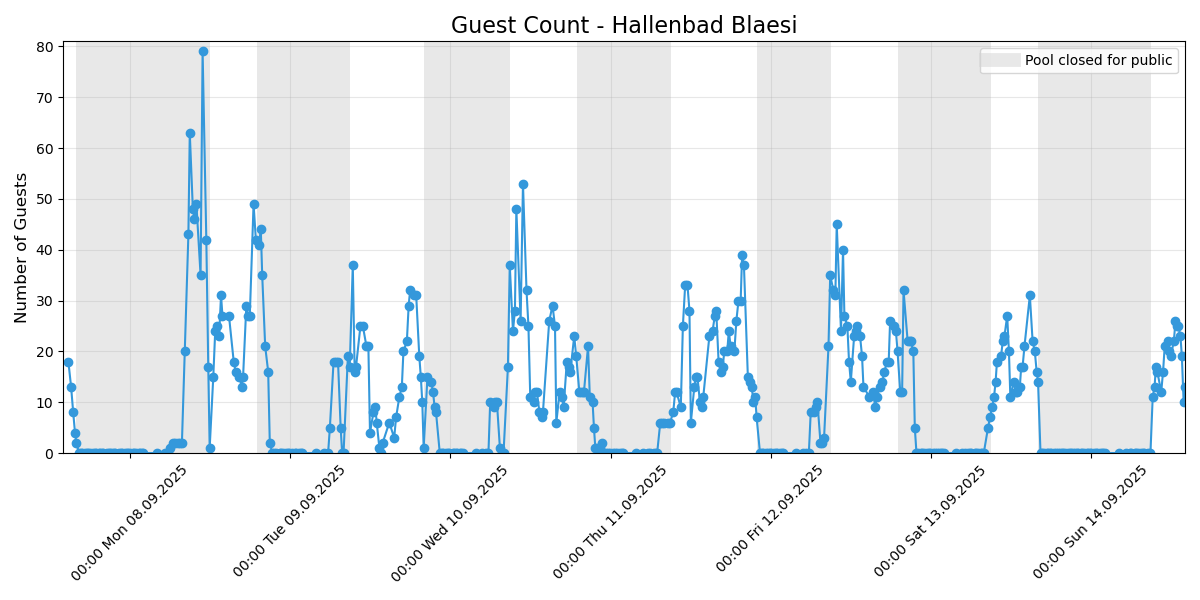 Guest Count - Hallenbad Blaesi
Pool closed for public
Number of Guests
80
70
60
50
40
30
20
10
0
00:00 Mon 08.09.2025
00:00 Tue 09.09.2025
00:00 Wed 10.09.2025
00:00 Thu 11.09.2025
00:00 Fri 12.09.2025
00:00 Sat 13.09.2025
00:00 Sun 14.09.2025